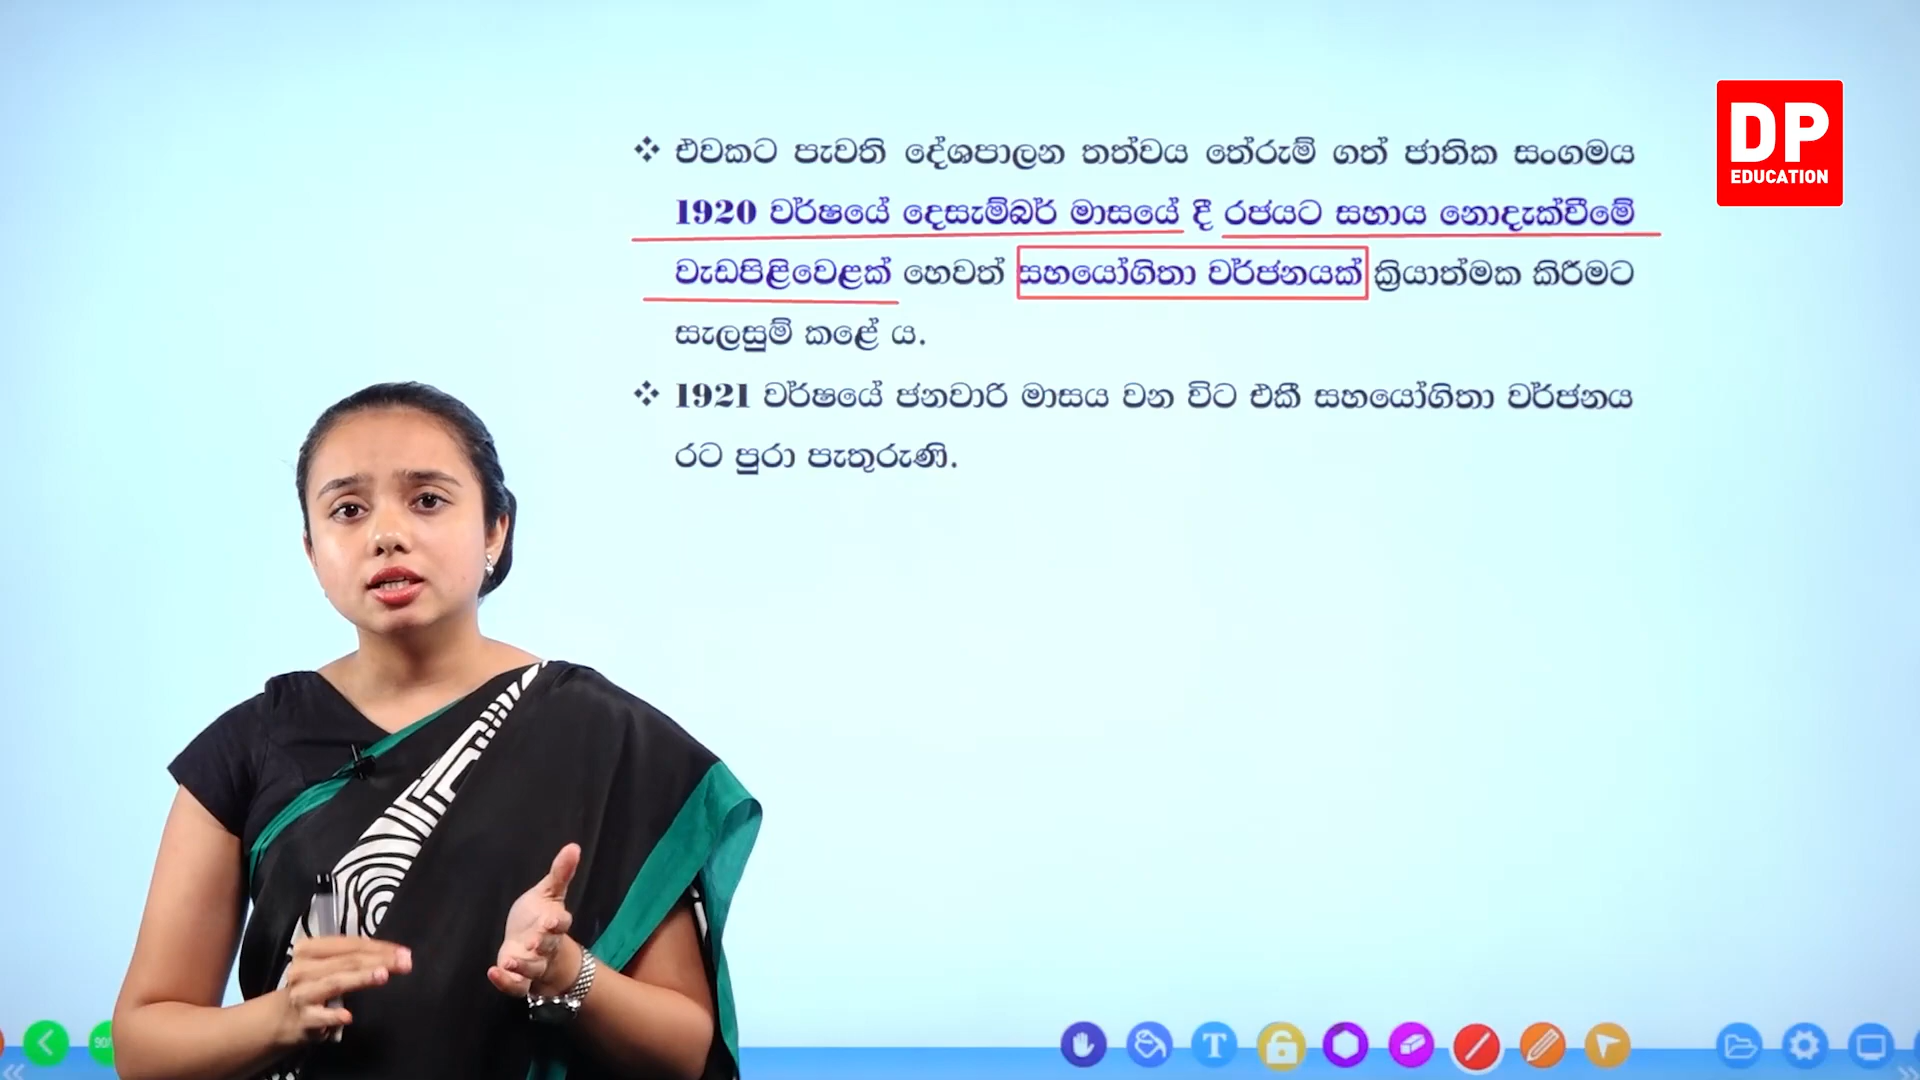 DP
EDUCATION
❖ එවකට පැවති දේශපාලන තත්වය තේරුම් ගත් ජාතික සංගමය
1920 වර්ෂයේ දෙසැම්බර් මාසයේ දී රජයට සහාය නොදැක්වීමේ
වැඩපිළිවෙළක් හෙවත් සහයෝගිතා වර්ජනයක් ක්‍රියාත්මක කිරීමට
සැලසුම් කළේ ය.
❖ 1921 වර්ෂයේ ජනවාරි මාසය වන විට එකී සහයෝගිතා වර්ජනය
රට පුරා පැතුරුණි.
T